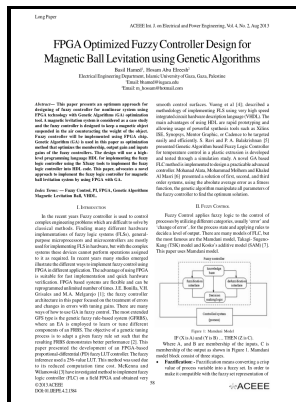 Long Paper
ACEEE Int. J. on Electrical and Power Engineering, Vol. 4, No. 2, Aug 2013
FPGA Optimized Fuzzy Controller Design for
Magnetic Ball Levitation using Genetic Algorithms
Basil Hamed, Hosam Abu Elreesh
Electrical Engineering Department, Islamic University of Gaza, Gaza, Palestine
Abstract— This paper presents an optimum approach for
designing of fuzzy controller for nonlinear system using
FPGA technology with Genetic Algorithms (GA) optimization
tool. A magnetic levitation system is considered as a case study
and the fuzzy controller is designed to keep a magnetic object
suspended in the air counteracting the weight of the object.
Fuzzy controller will be implemented using FPGA chip.
Genetic Algorithm (GA) is used in this paper as optimization
method that optimizes the membership, output gain and inputs
gains of the fuzzy controllers. The design will use a high-
level programming language HDL for implementing the fuzzy
logic controller using the Xfuzzy tools to implement the fuzzy
logic controller into HDL code. This paper, advocates a novel
approach to implement the fuzzy logic controller for magnetic
ball levitation system by using FPGA with GA.
Index Terms — Fuzzy Control, PI, FPGA, Genetic Algorithms
Magnetic Levitation Ball, VHDL.
I. INTRODUCTION
In the recent years Fuzzy controller is used to control
complex engineering problems which are difficult to solve by
classical methods. Finding many different hardware
implementations of fuzzy logic systems (FLC), general-
purpose microprocessors and microcontrollers are mostly
used for implementing FLS in hardware, but with the complex
systems these devices cannot perform operations assigned
to it as required. In recent years many studies emerged
illustrate the different ways to implement fuzzy control using
FPGA in different application. The advantage of using FPGA
is suitable for fast implementation and quick hardware
verification. FPGA based systems are flexible and can be
reprogrammed unlimited number of times. J.E. Bonilla, V.H.
Grisales and M.A. Melgarejo [1]; the fuzzy controller
architecture in this paper focused on the treatment of errors
and changes in errors with tuning gains. There are many
ways of how to use GA in fuzzy control. The most extended
GFS type is the genetic fuzzy rule-based system (GFRBS),
where an EA is employed to learn or tune different
components of an FRBS. The objective of a genetic tuning
process is to adapt a given fuzzy rule set such that the
resulting FRBS demonstrates better performance [2]. This
paper presented the development of an FPGA-based
proportional-differential (PD) fuzzy LUT controller. The fuzzy
inference used a 256-value LUT. This method was used due
to its reduced computation time cost. McKenna and
Wilamowski [3] have investigated method to implement fuzzy
logic controller (FLC) on a field FPGA and obtained very
smooth control surfaces. Young et al [4], described a
methodology of implementing FLS using very high speed
integrated circuit hardware description language (VHDL). The
main advantages of using HDL are rapid prototyping and
allowing usage of powerful synthesis tools such as Xilinx
ISE, Synosys, Mentor Graphic, or Cadence to be targeted
easily and efficiently. S. Ravi and P. A. Balakrishnan [5]
presented Genetic Algorithm based Fuzzy Logic Controller
for temperature control in a plastic extrusion is developed
and tested through a simulation study. A novel GA based
FLC method is implemented to design a practically advanced
controller. Mohanad Alata, Mohammad Molhem and Khaled
Al Masri [6] presented a solution of first, second, and third
order systems, using the absolute average error as a fitness
function, the genetic algorithm manipulate all parameters of
the fuzzy controller to find the optimum solution.
II. FUZZY CONTROL
Fuzzy Control applies fuzzy logic to the control of
processes by utilizing different categories, usually 'error' and
'change of error', for the process state and applying rules to
decide a level of output. There are many models of FLC, but
the most famous are the Mamdani model, Takagi- Sugeno-
Kang (TSK) model and Kosko's additive model (SAM) [7].
This paper uses Mamdani model.
Figure 1. Mamdani Model
IF (X is A) and (Y is B) ... THEN (Z is C).
Where A, and B are membership of the inputs, C is
membership of the output as shown in Figure 1. Mamdani
model block consist of three stages.
• Fuzzification:- Fuzzification means converting a crisp
value of process variable into a fuzzy set. In order to
make it compatible with the fuzzy set representation of
© 2013 ACEEE
DOI: 01.IJEPE.4.2.1384
58
ACEEE